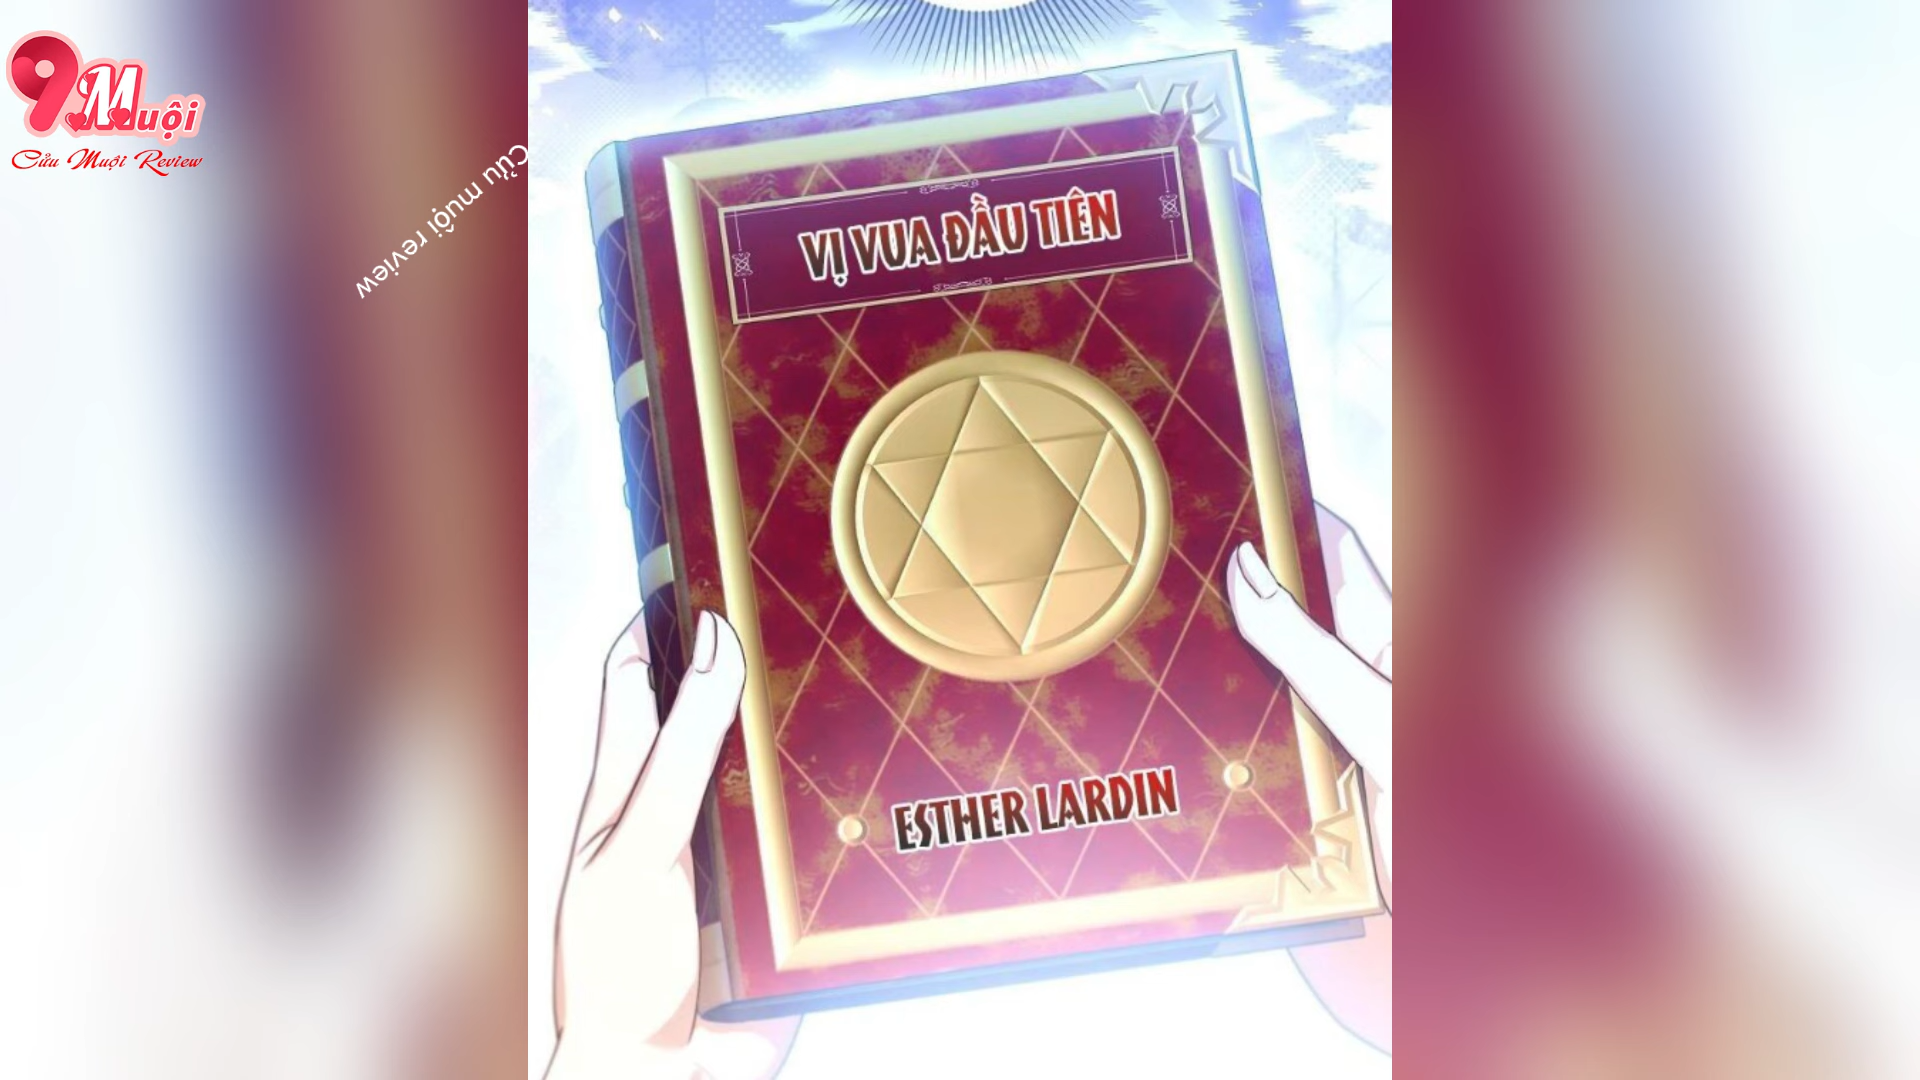 9Muội
Cửu Muội Review
Cửu muội review
VỊ VUA ĐẦU TIÊN
ESTHER LARDIN